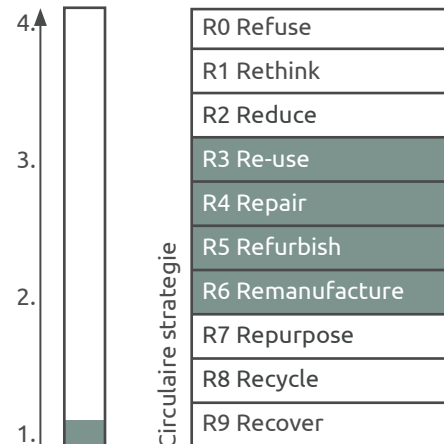 4.
3.
2.
1.
Circulaire strategie
R0 Refuse
R1 Rethink
R2 Reduce
R3 Re-use
R4 Repair
R5 Refurbish
R6 Remanufacture
R7 Repurpose
R8 Recycle
R9 Recover